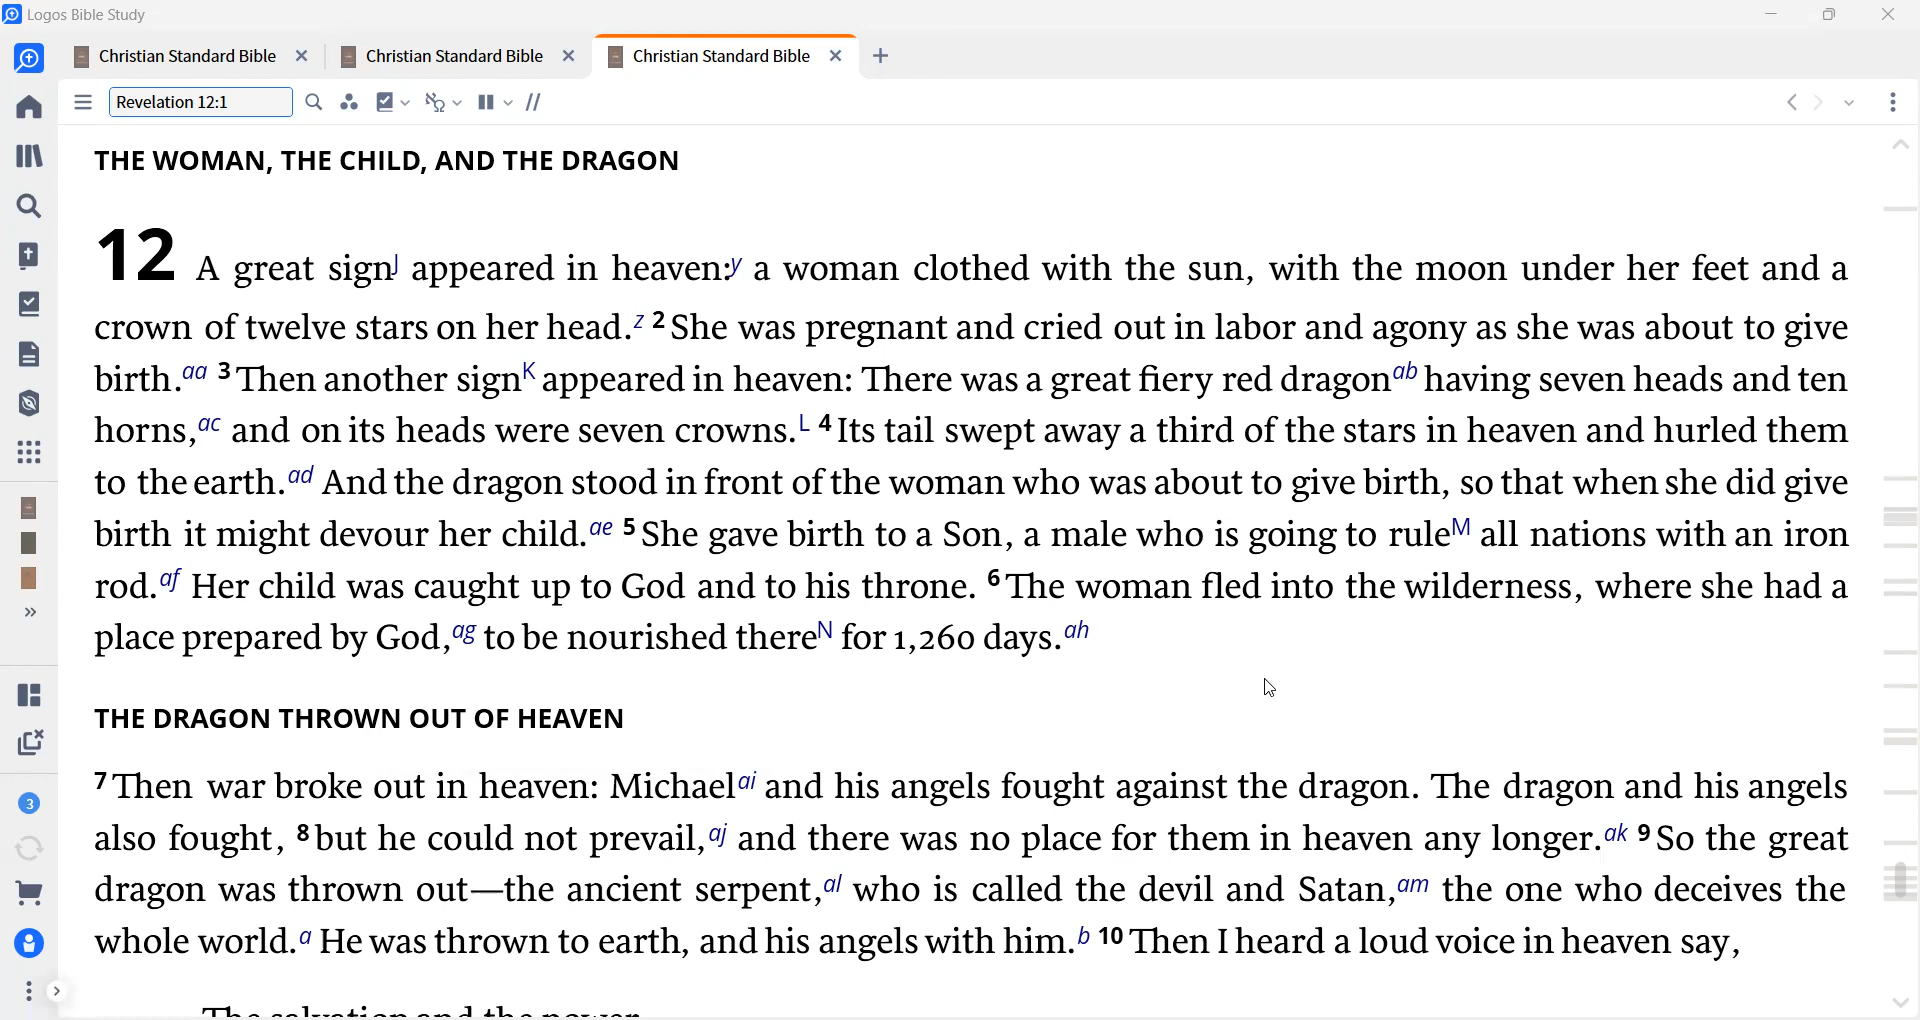 Logos Bible Study
Christian Standard Bible
Christian Standard Bible
Christian Standard Bible
Revelation 12:1
THE WOMAN, THE CHILD, AND THE DRAGON
12 A great signJ appeared in heaven:y a woman clothed with the sun, with the moon under her feet and a
crown of twelve stars on her head.z 2 She was pregnant and cried out in labor and agony as she was about to give
birth.aa 3 Then another signK appeared in heaven: There was a great fiery red dragonab having seven heads and ten
horns,ac and on its heads were seven crowns.L 4 Its tail swept away a third of the stars in heaven and hurled them
to the earth.ad And the dragon stood in front of the woman who was about to give birth, so that when she did give
birth it might devour her child.ae 5 She gave birth to a Son, a male who is going to ruleM all nations with an iron
rod.af Her child was caught up to God and to his throne. 6 The woman fled into the wilderness, where she had a
place prepared by God,ag to be nourished thereN for 1,260 days.ah
THE DRAGON THROWN OUT OF HEAVEN
7 Then war broke out in heaven: Michaelai and his angels fought against the dragon. The dragon and his angels
also fought, 8 but he could not prevail,aj and there was no place for them in heaven any longer.ak 9 So the great
dragon was thrown out—the ancient serpent,al who is called the devil and Satan,am the one who deceives the
whole world.a He was thrown to earth, and his angels with him.b 10 Then I heard a loud voice in heaven say,
The salvation and the power
3